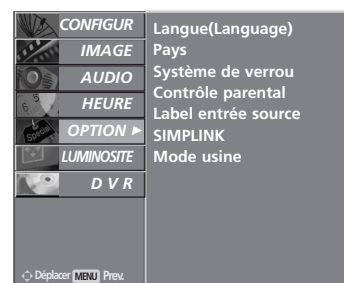 CONFIGUR
IMAGE
AUDIO
HEURE
OPTION
LUMINOSITE
D V R
Langue(Language)
Pays
Système de verrou
Contrôle parental
Label entrée source
SIMPLINK
Mode usine
Déplacer MENU Prev.